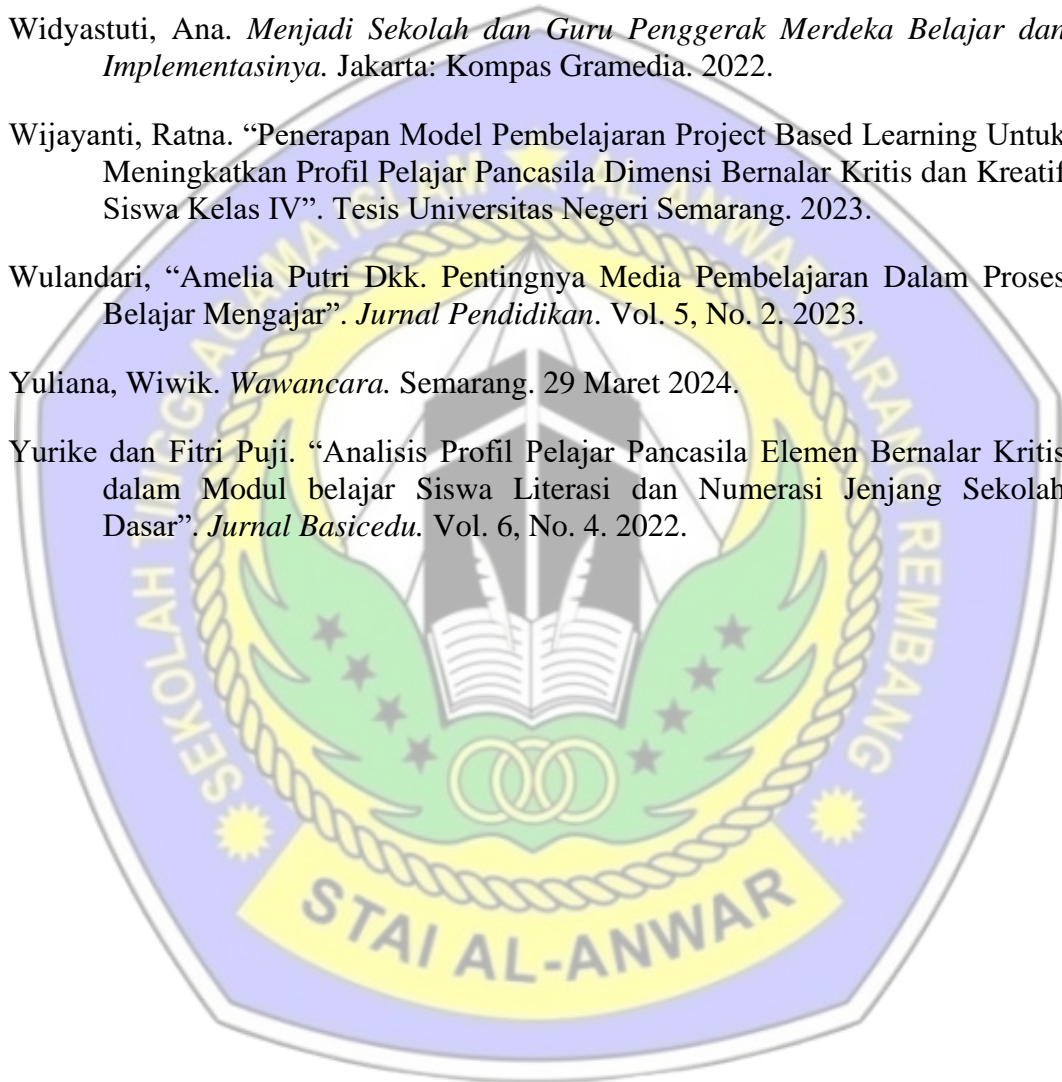 Widyastuti, Ana. Menjadi Sekolah dan Guru Penggerak Merdeka Belajar dan
Implementasinya. Jakarta: Kompas Gramedia. 2022.
Wijayanti, Ratna. “Penerapan Model Pembelajaran Project Based Learning Untuk
Meningkatkan Profil Pelajar Pancasila Dimensi Bernalar Kritis dan Kreatif
Siswa Kelas IV”. Tesis Universitas Negeri Semarang. 2023.
Wulandari, “Amelia Putri Dkk. Pentingnya Media Pembelajaran Dalam Proses
Belajar Mengajar”. Jurnal Pendidikan. Vol. 5, No. 2. 2023.
Yuliana, Wiwik. Wawancara. Semarang. 29 Maret 2024.
Yurike dan Fitri Puji. “Analisis Profil Pelajar Pancasila Elemen Bernalar Kritis
dalam Modul belajar Siswa Literasi dan Numerasi Jenjang Sekolah
Dasar”. Jurnal Basicedu. Vol. 6, No. 4. 2022.
SEKOLAH TINGGI AGAMA ISLAM ★ AL-ANWAR SARANG REMBANG
STAI AL-ANWAR